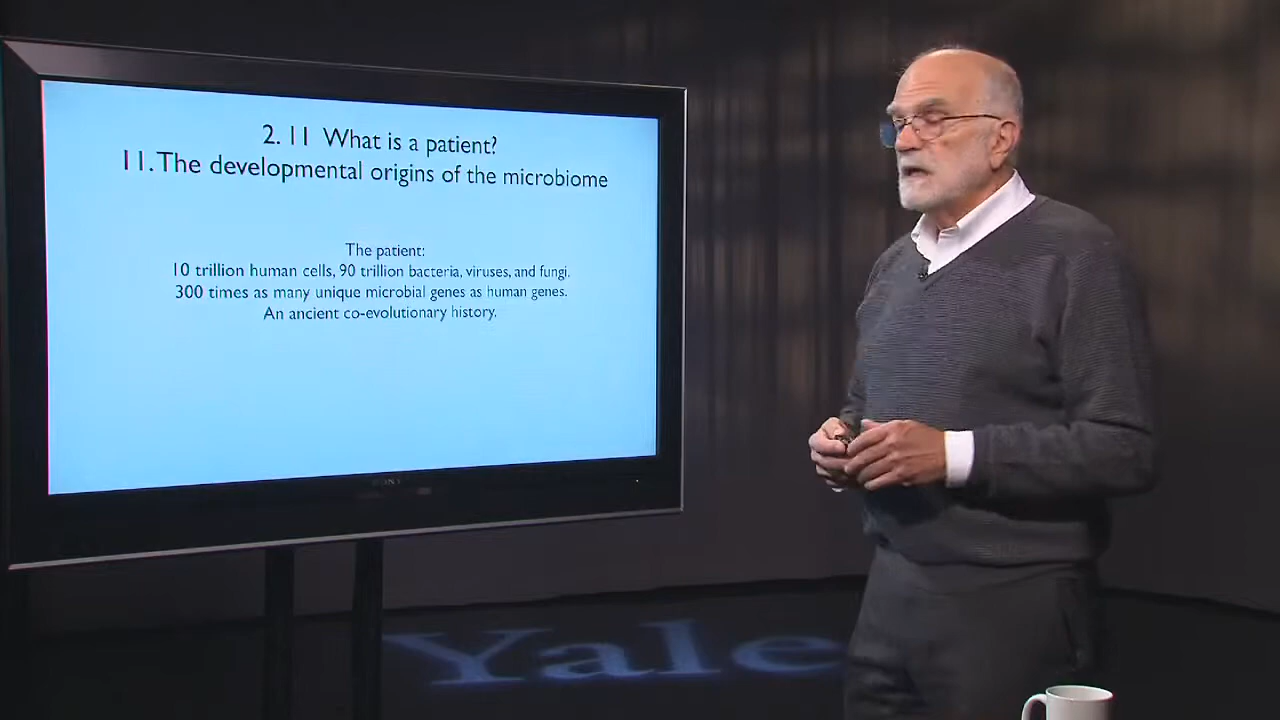 2.11 What is a patient?
11. The developmental origins of the microbiome
The patient:
10 trillion human cells, 90 trillion bacteria, viruses, and fungi.
300 times as many unique microbial genes as human genes.
An ancient co-evolutionary history.
SONY
Yale